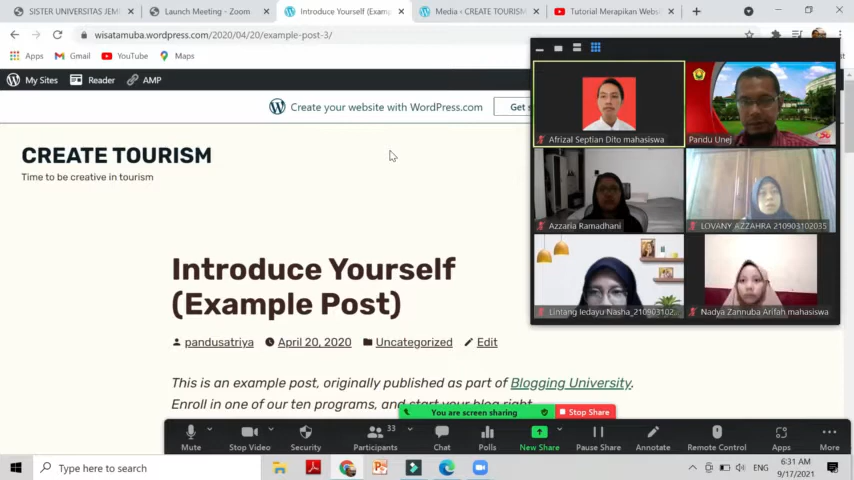 SISTER UNIVERSITAS JEM
Launch Meeting - Zoom
Introduce Yourself (Exam
Media ‹ CREATE TOURISM
Tutorial Merapikan Webs
wisatamuba.wordpress.com/2020/04/20/example-post-3/
Apps
Gmail
YouTube
Maps
My Sites
Reader
AMP
Create your website with WordPress.com
Get s
CREATE TOURISM
Time to be creative in tourism
Afrizal Septian Dito mahasiswa
Pandu Unej
Azzaria Ramadhani
LOVANY AZZAHRA 210903102035
Lintang Iedayu Nasha_210903102...
Nadya Zannuba Arifah mahasiswa
Introduce Yourself
(Example Post)
pandusatriya
April 20, 2020
Uncategorized
Edit
This is an example post, originally published as part of Blogging University.
Enroll in one of our ten programs, and start your blog right.
You are screen sharing
Stop Share
Mute
Stop Video
Security
Participants
33
Chat
Polls
New Share
Pause Share
Annotate
Remote Control
Apps
More
Type here to search
ENG
6:31 AM
9/17/2021